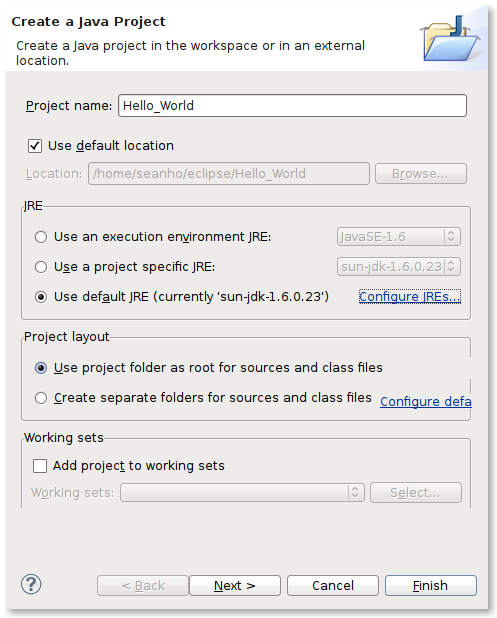 Create a Java Project
Create a Java project in the workspace or in an external
location.
Project name: Hello_World
Use default location
Location: /home/seanho/eclipse/Hello_World Browse...
JRE
Use an execution environment JRE: JavaSE-1.6
Use a project specific JRE: sun-jdk-1.6.0.23
Use default JRE (currently 'sun-jdk-1.6.0.23') Configure JREs...
Project layout
Use project folder as root for sources and class files
Create separate folders for sources and class files Configure defa
Working sets
Add project to working sets
Working sets: Select...
? < Back Next > Cancel Finish